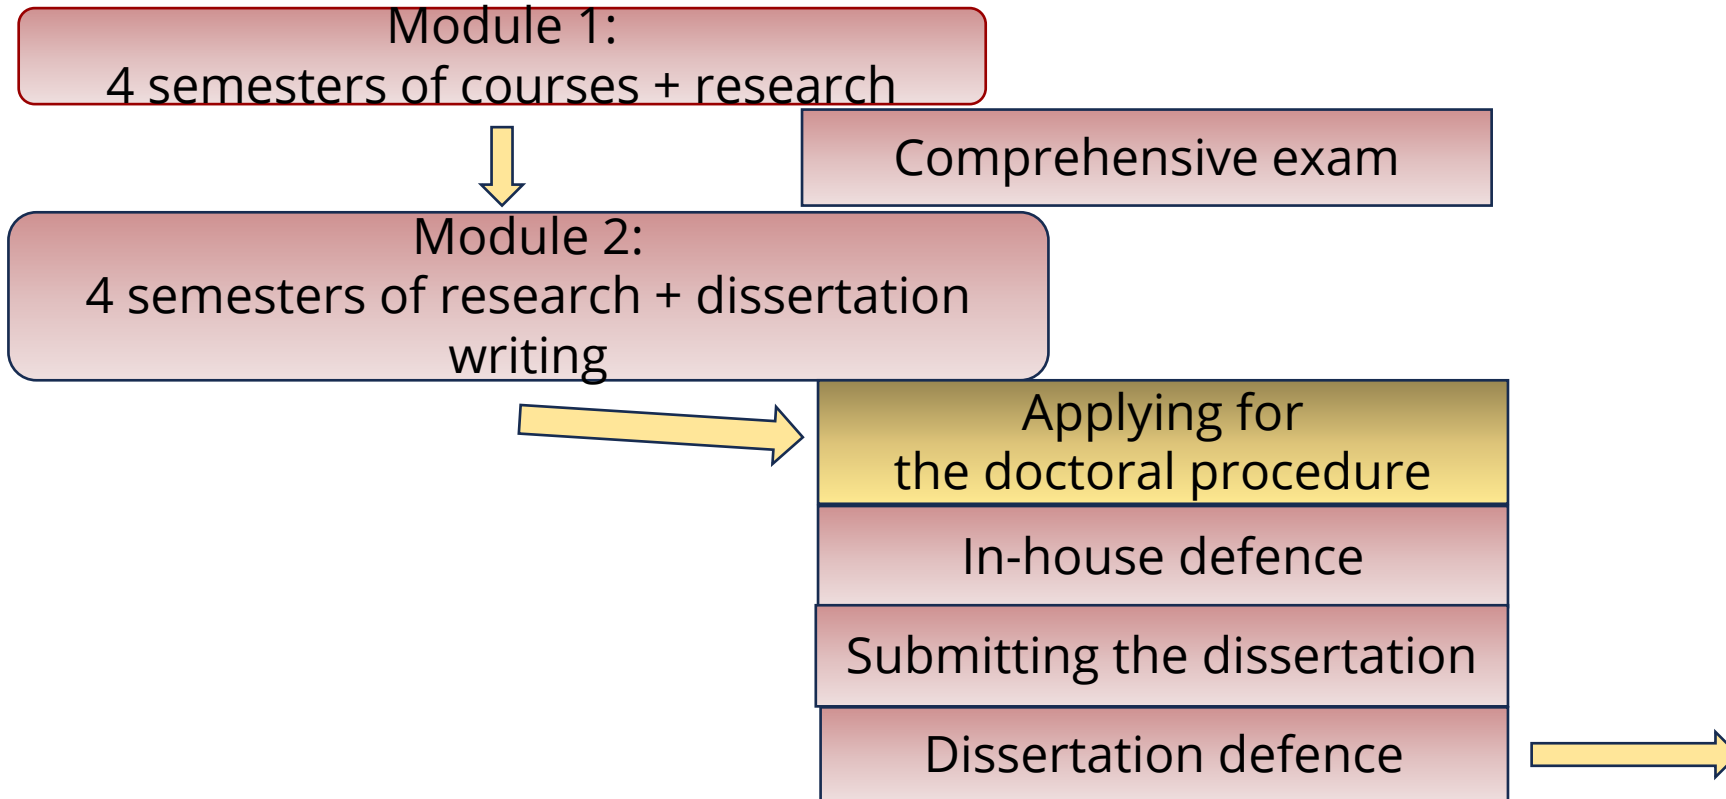 Module 1:
4 semesters of courses + research
Comprehensive exam
Module 2:
4 semesters of research + dissertation
writing
Applying for
the doctoral procedure
In-house defence
Submitting the dissertation
Dissertation defence